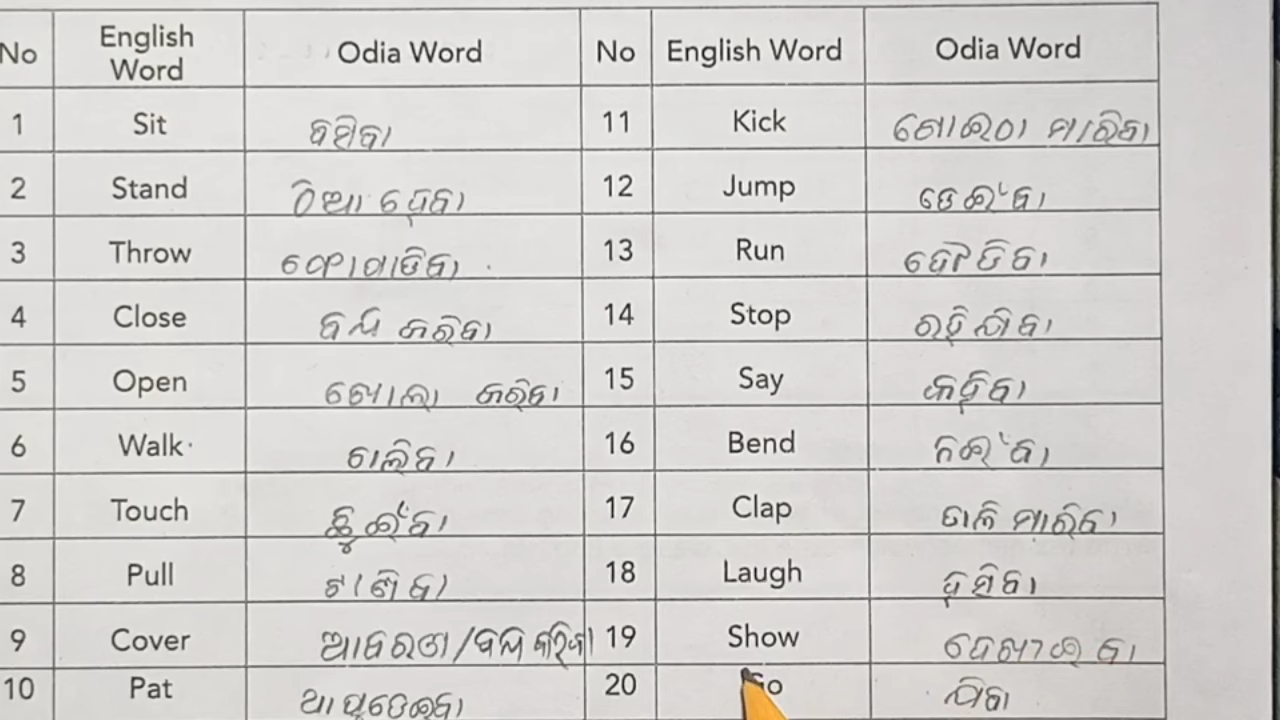 No English Word Odia Word No English Word Odia Word
1 Sit ବସିବା 11 Kick ଗୋଇଠା ମାରିବା
2 Stand ଠିଆ ହେବା 12 Jump ଡେଇଁବା
3 Throw ଫୋପାଡିବା 13 Run ଦୌଡିବା
4 Close ବନ୍ଦ କରିବା 14 Stop ରହିଯିବା
5 Open ଖୋଲା କରିବା 15 Say କହିବା
6 Walk ଚାଲିବା 16 Bend ନଇଁବା
7 Touch ଛୁଇଁବା 17 Clap ତାଳି ମାରିବା
8 Pull ଟାଣିବା 18 Laugh ହସିବା
9 Cover ଆବରଣ/ବନ୍ଦ କରିବା 19 Show ଦେଖାଇବା
10 Pat 20 ଯିବା